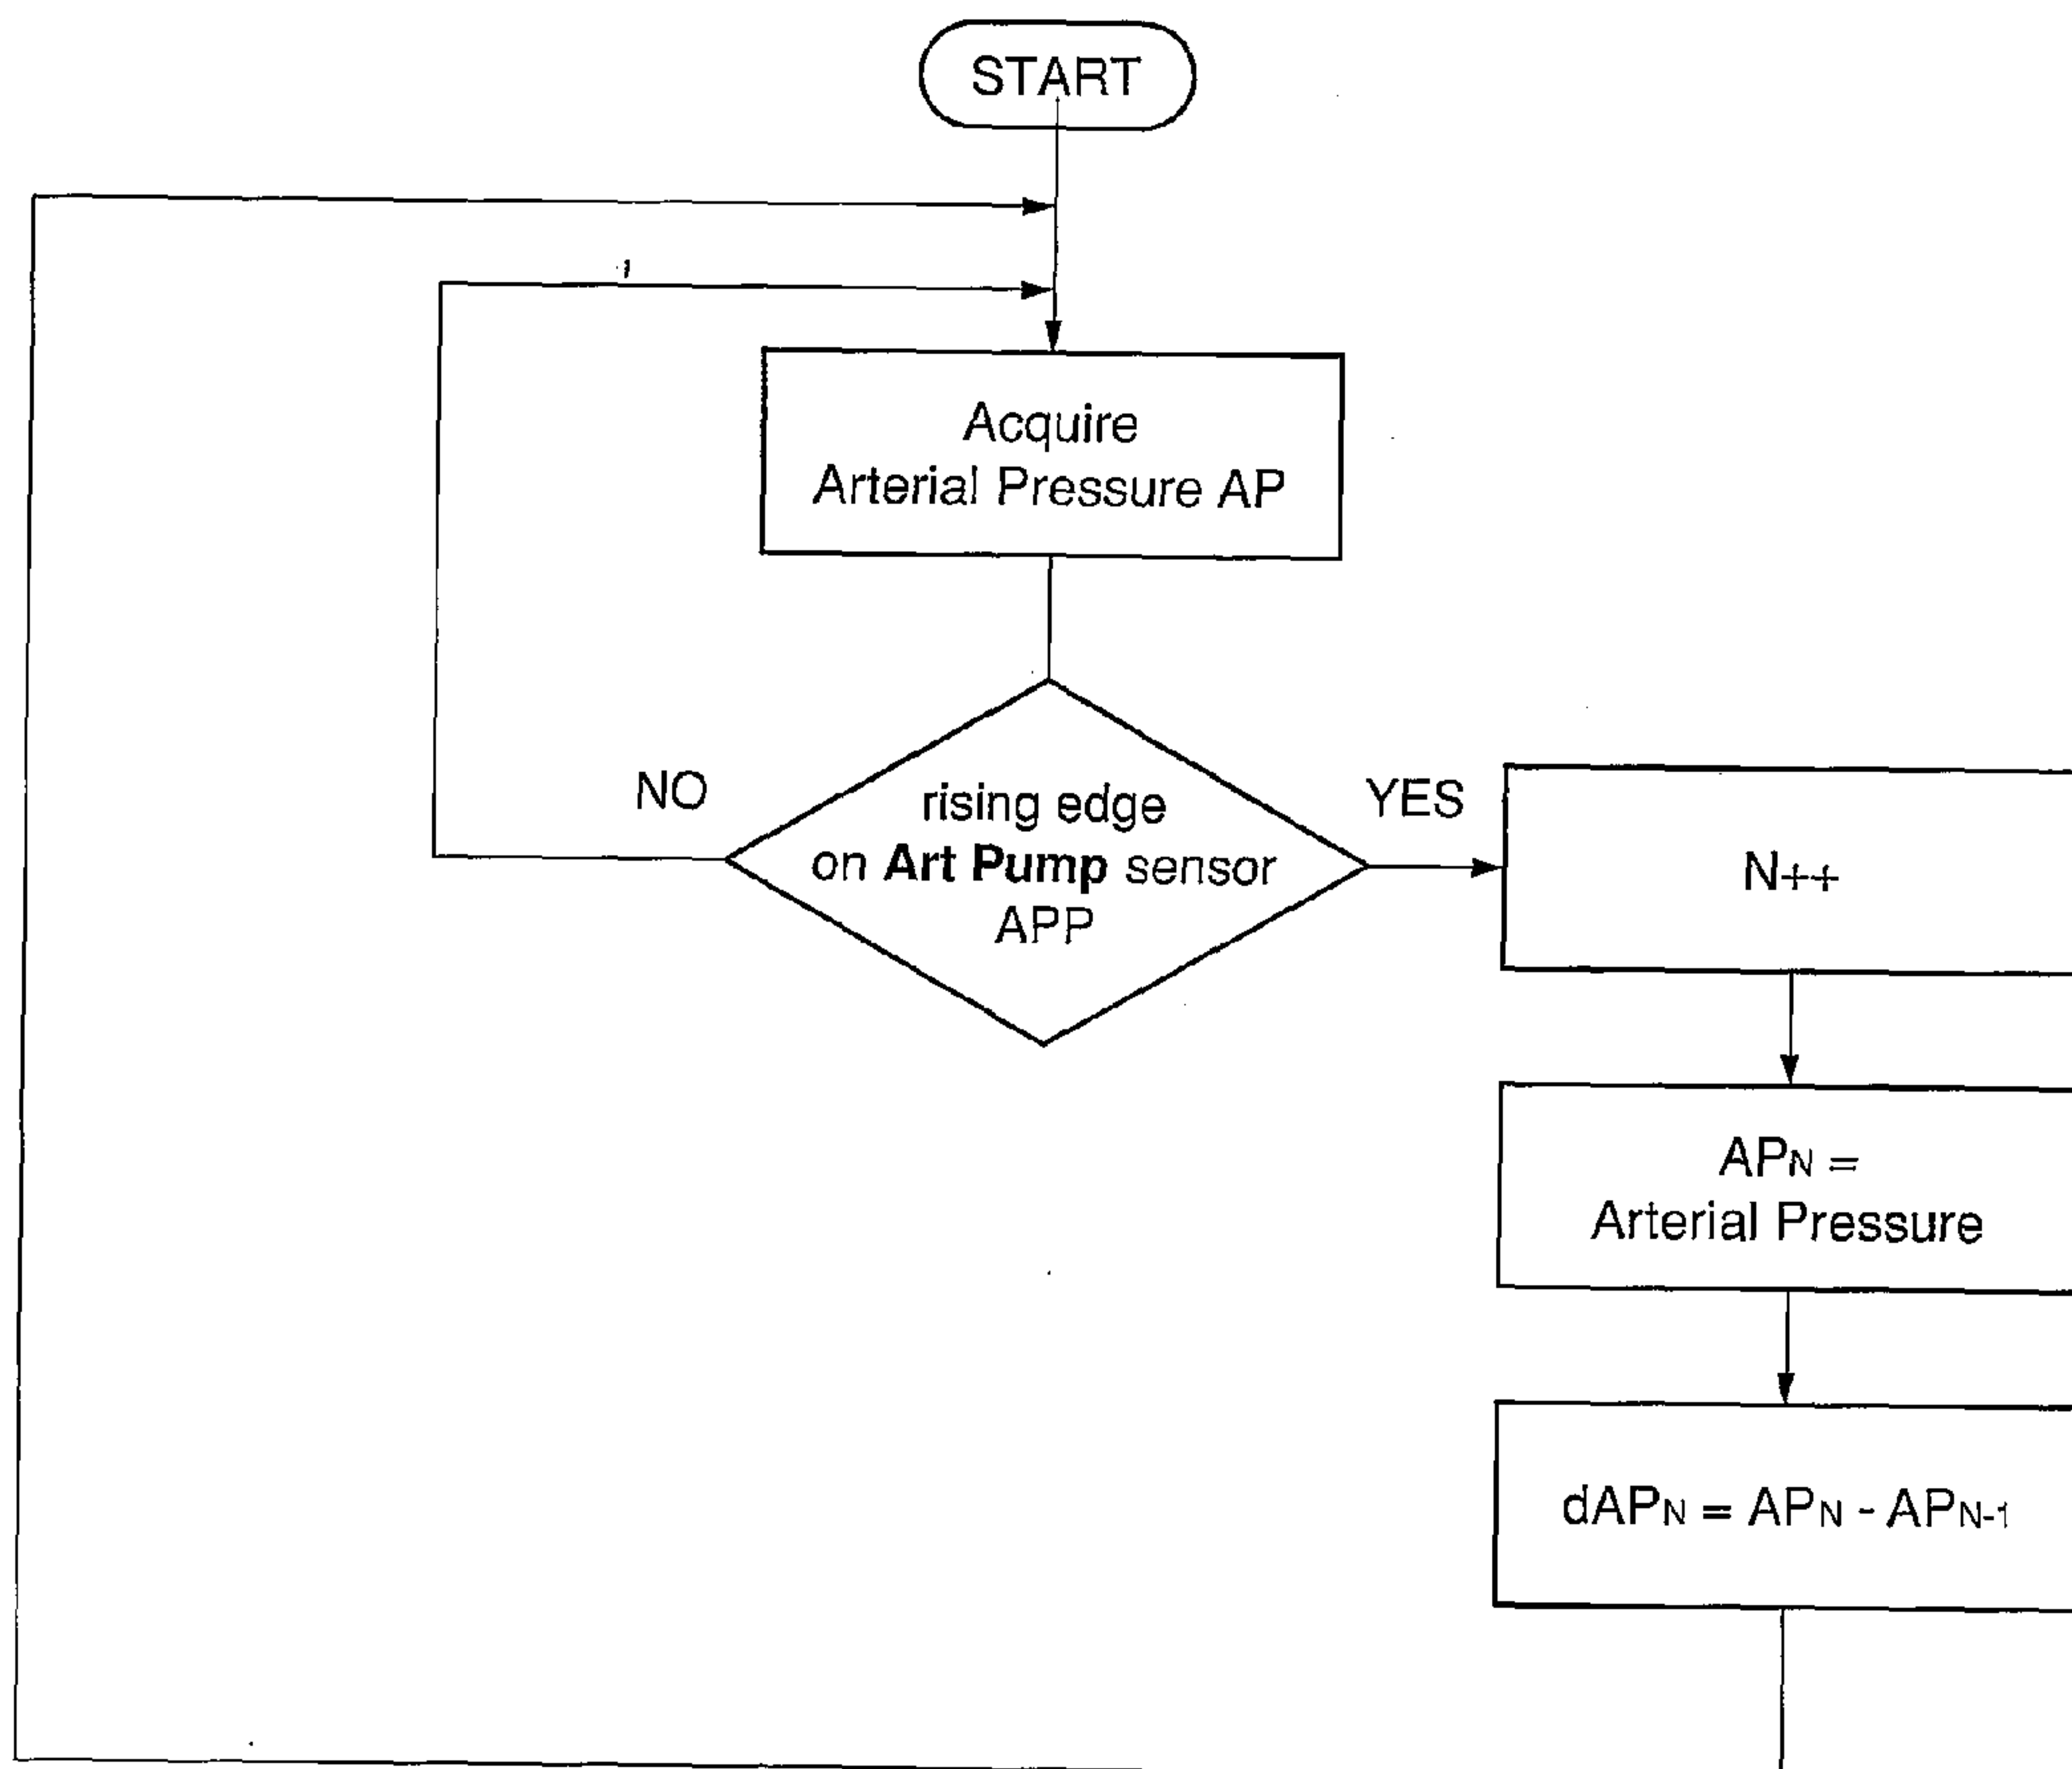 START
Acquire
Arterial Pressure AP
NO
rising edge
on Art Pump sensor
APP
YES
N++
APN =
Arterial Pressure
dAPN = APN - APN-1